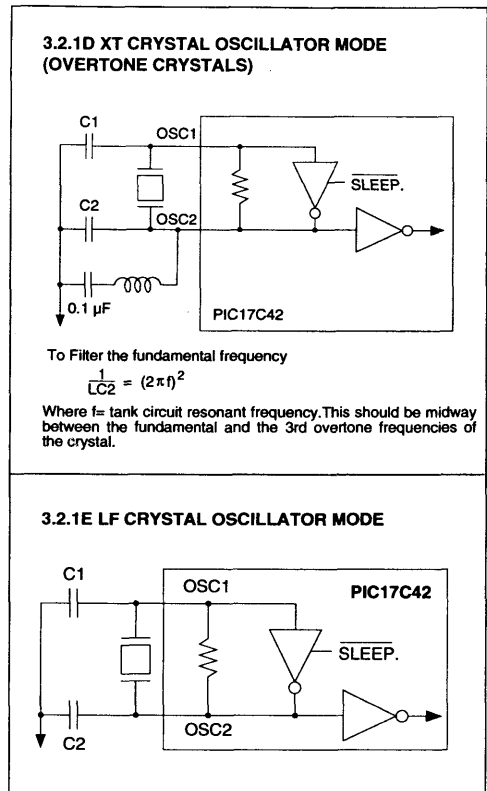 3.2.1D XT CRYSTAL OSCILLATOR MODE
(OVERTONE CRYSTALS)
C1
OSC1
SLEEP.
C2
OSC2
0.1 µF
PIC17C42
To Filter the fundamental frequency
1/LC2 = (2πf)²
Where f= tank circuit resonant frequency.This should be midway
between the fundamental and the 3rd overtone frequencies of
the crystal.
3.2.1E LF CRYSTAL OSCILLATOR MODE
C1
OSC1
PIC17C42
SLEEP.
OSC2
C2